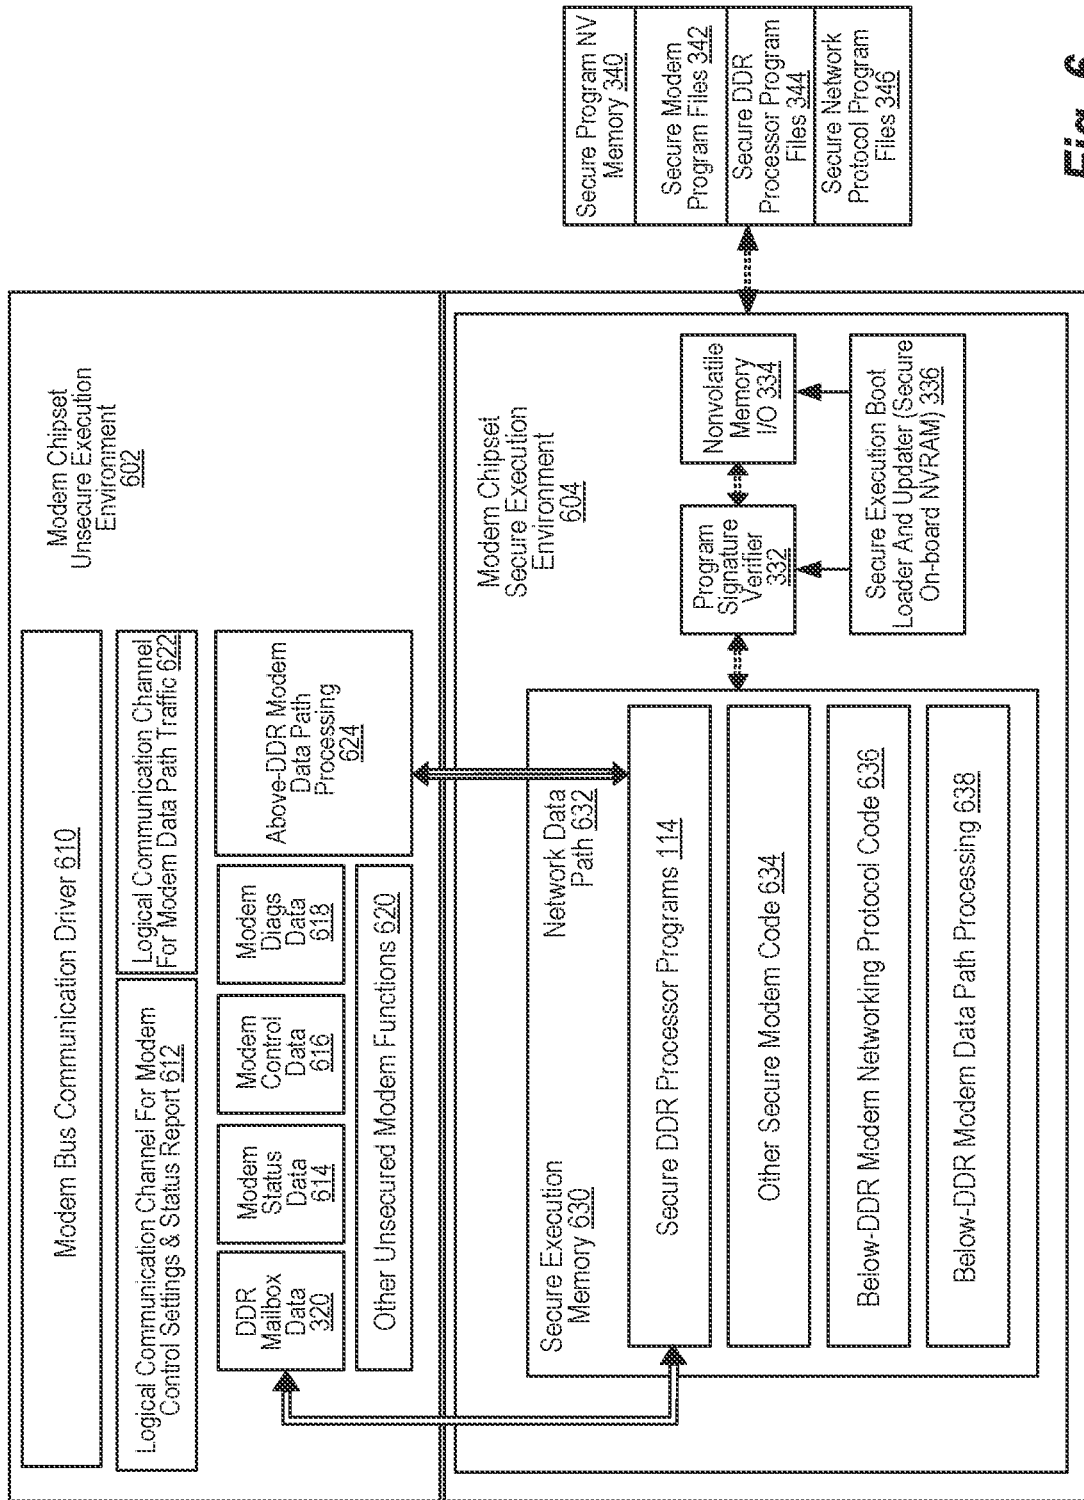 Modem Chipset
Unsecure Execution
Environment
602
Modem Bus Communication Driver 610
Logical Communication Channel For Modem
Control Settings & Status Report 612
Logical Communication Channel
For Modem Data Path Traffic 622
DDR
Mailbox
Data
320
Modem
Status
Data
614
Modem
Control
Data
616
Modem
Diags
Data
618
Above-DDR Modem
Data Path
Processing
624
Other Unsecured Modem Functions 620
Modem Chipset
Secure Execution
Environment
604
Secure Execution
Memory 630
Network Data
Path 632
Secure DDR Processor Programs 114
Other Secure Modem Code 634
Below-DDR Modem Networking Protocol Code 636
Below-DDR Modem Data Path Processing 638
Program
Signature
Verifier
332
Nonvolatile
Memory
I/O 334
Secure Execution Boot
Loader And Updater (Secure
On-board NVRAM) 336
Secure Program NV
Memory 340
Secure Modem
Program Files 342
Secure DDR
Processor Program
Files 344
Secure Network
Protocol Program
Files 346
Fig. 6